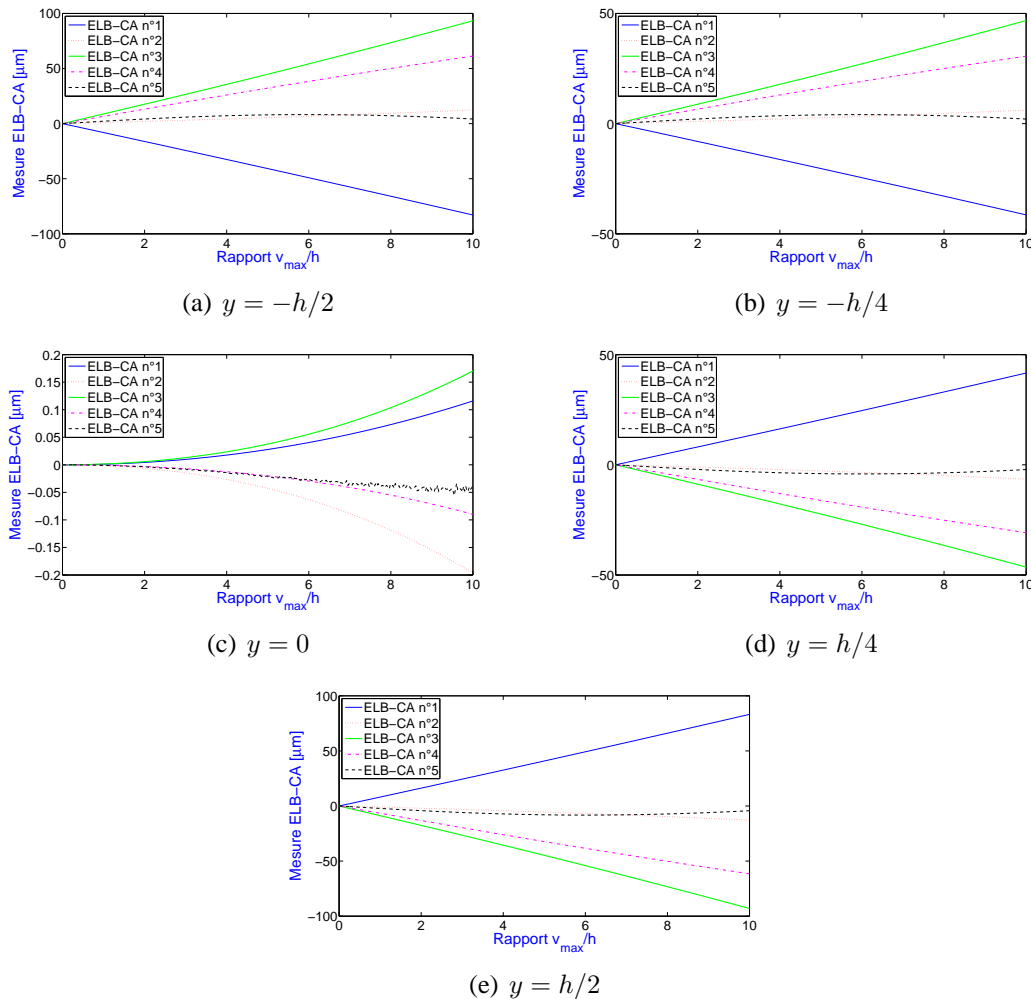 Mesure ELB−CA [µm]
100
50
0
−50
−100
0 2 4 6 8 10
Rapport v_max/h
ELB−CA n°1
ELB−CA n°2
ELB−CA n°3
ELB−CA n°4
ELB−CA n°5
(a) y = −h/2
Mesure ELB−CA [µm]
50
0
−50
0 2 4 6 8 10
Rapport v_max/h
ELB−CA n°1
ELB−CA n°2
ELB−CA n°3
ELB−CA n°4
ELB−CA n°5
(b) y = −h/4
Mesure ELB−CA [µm]
0.2
0.15
0.1
0.05
0
−0.05
−0.1
−0.15
−0.2
0 2 4 6 8 10
Rapport v_max/h
ELB−CA n°1
ELB−CA n°2
ELB−CA n°3
ELB−CA n°4
ELB−CA n°5
(c) y = 0
Mesure ELB−CA [µm]
50
0
−50
0 2 4 6 8 10
Rapport v_max/h
ELB−CA n°1
ELB−CA n°2
ELB−CA n°3
ELB−CA n°4
ELB−CA n°5
(d) y = h/4
Mesure ELB−CA [µm]
100
50
0
−50
−100
0 2 4 6 8 10
Rapport v_max/h
ELB−CA n°1
ELB−CA n°2
ELB−CA n°3
ELB−CA n°4
ELB−CA n°5
(e) y = h/2